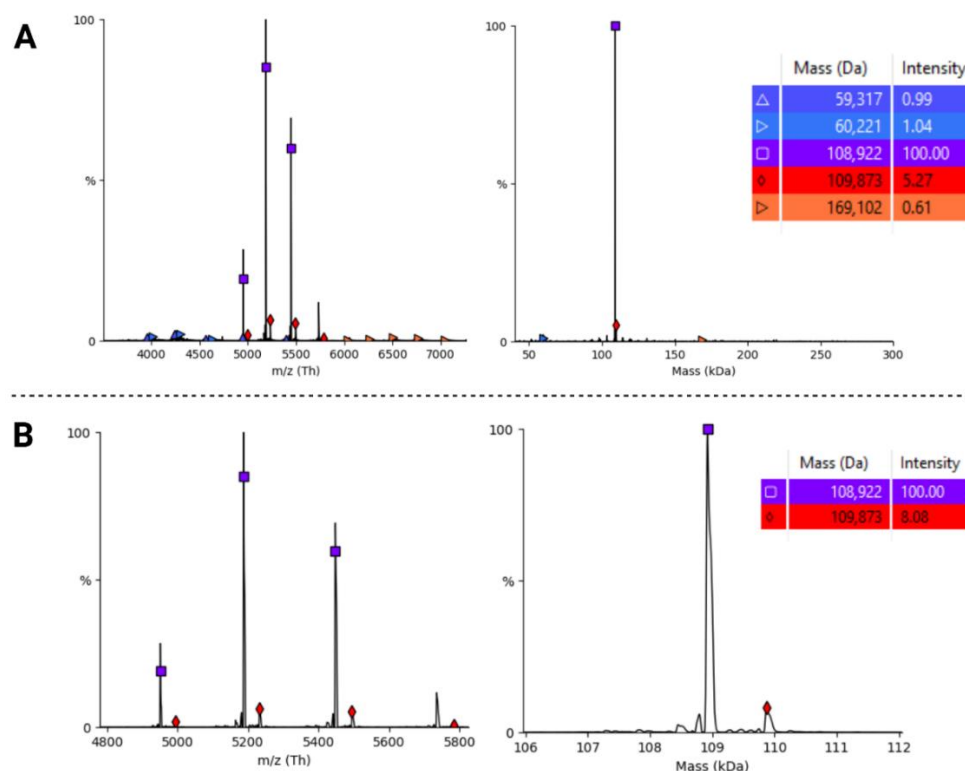 A
100
%
0
4000 4500 5000 5500 6000 6500 7000
m/z (Th)
100
%
0
50 100 150 200 250 300
Mass (kDa)
Mass (Da) Intensity
59,317 0.99
60,221 1.04
108,922 100.00
109,873 5.27
169,102 0.61
B
100
%
0
4800 5000 5200 5400 5600 5800
m/z (Th)
100
%
0
106 107 108 109 110 111 112
Mass (kDa)
Mass (Da) Intensity
108,922 100.00
109,873 8.08